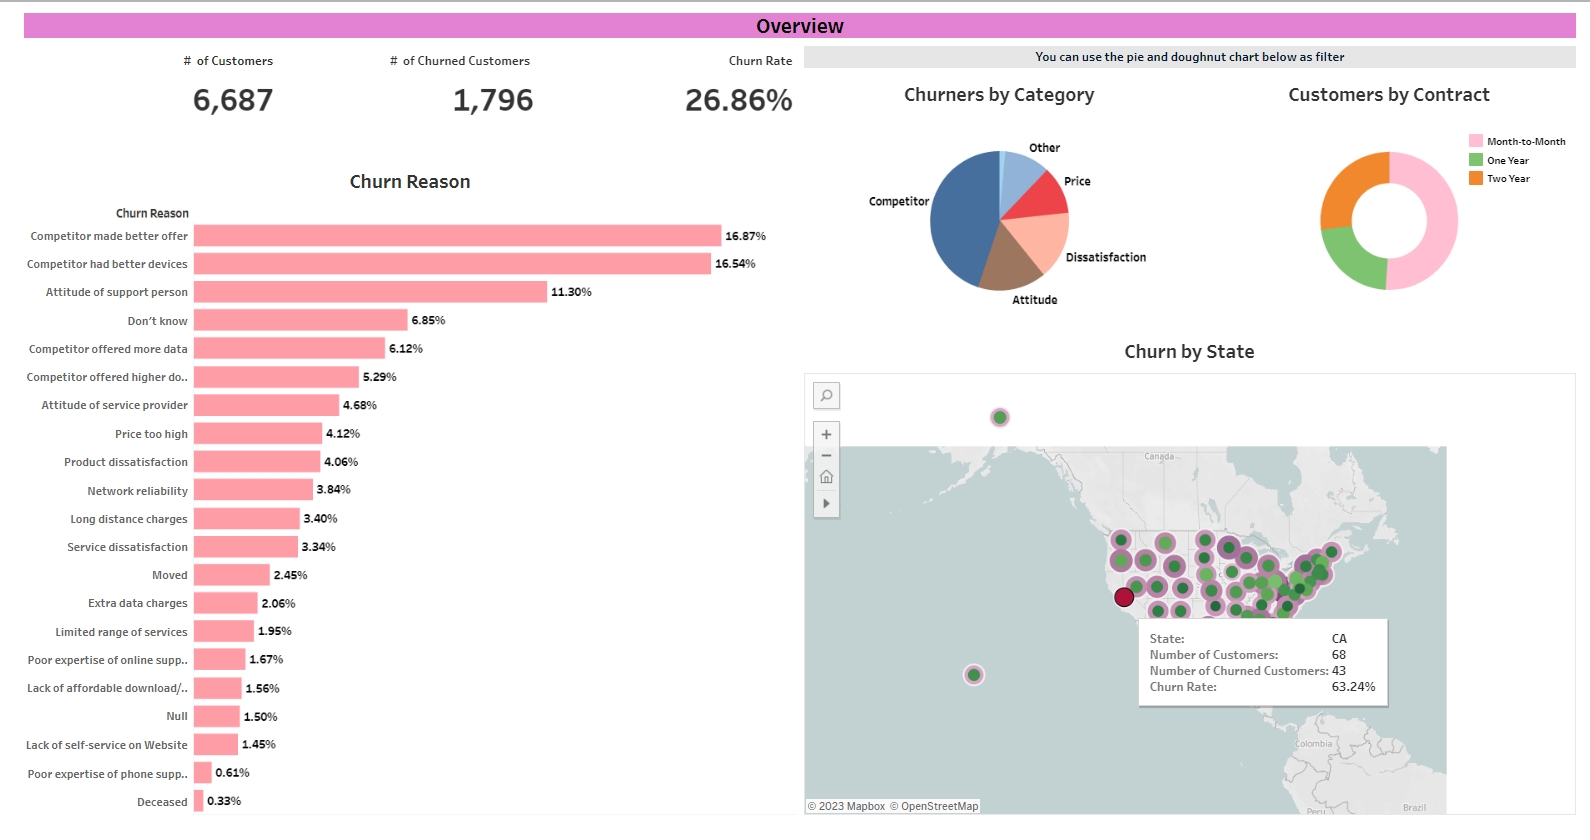 Overview
# of Customers
# of Churned Customers
Churn Rate
6,687
1,796
26.86%
You can use the pie and doughnut chart below as filter
Churners by Category
Other
Price
Competitor
Dissatisfaction
Attitude
Customers by Contract
Month-to-Month
One Year
Two Year
Churn Reason
Churn Reason
Competitor made better offer 16.87%
Competitor had better devices 16.54%
Attitude of support person 11.30%
Don't know 6.85%
Competitor offered more data 6.12%
Competitor offered higher do.. 5.29%
Attitude of service provider 4.68%
Price too high 4.12%
Product dissatisfaction 4.06%
Network reliability 3.84%
Long distance charges 3.40%
Service dissatisfaction 3.34%
Moved 2.45%
Extra data charges 2.06%
Limited range of services 1.95%
Poor expertise of online supp.. 1.67%
Lack of affordable download/.. 1.56%
Null 1.50%
Lack of self-service on Website 1.45%
Poor expertise of phone supp.. 0.61%
Deceased 0.33%
Churn by State
Canada
State: CA
Number of Customers: 68
Number of Churned Customers: 43
Churn Rate: 63.24%
Colombia
Peru
Brazil
© 2023 Mapbox © OpenStreetMap